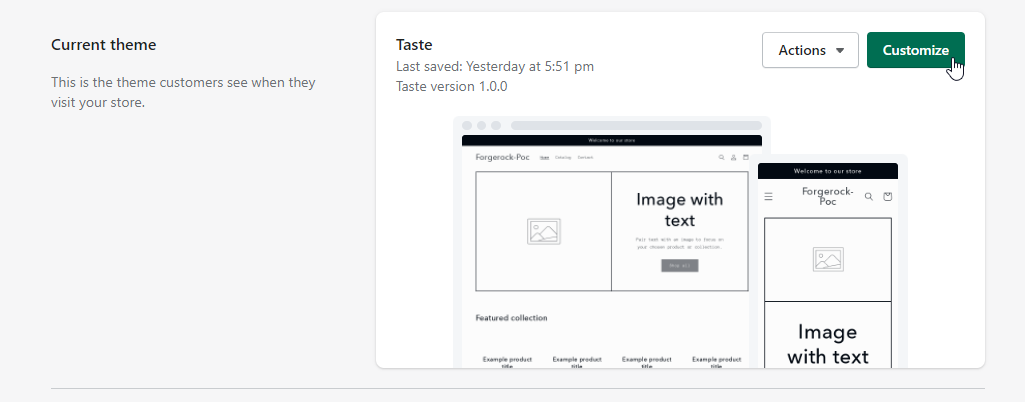 Current theme
This is the theme customers see when they
visit your store.
Taste
Last saved: Yesterday at 5:51 pm
Taste version 1.0.0
Actions
Customize
Welcome to our store
Forgerock-Poc
Home Catalog Contact
Image with
text
Pair text with an image to focus on
your chosen product or collection.
Shop all
Featured collection
Example product
title
Example product
title
Example product
title
Example product
title
Welcome to our store
Forgerock-
Poc
Image with
text